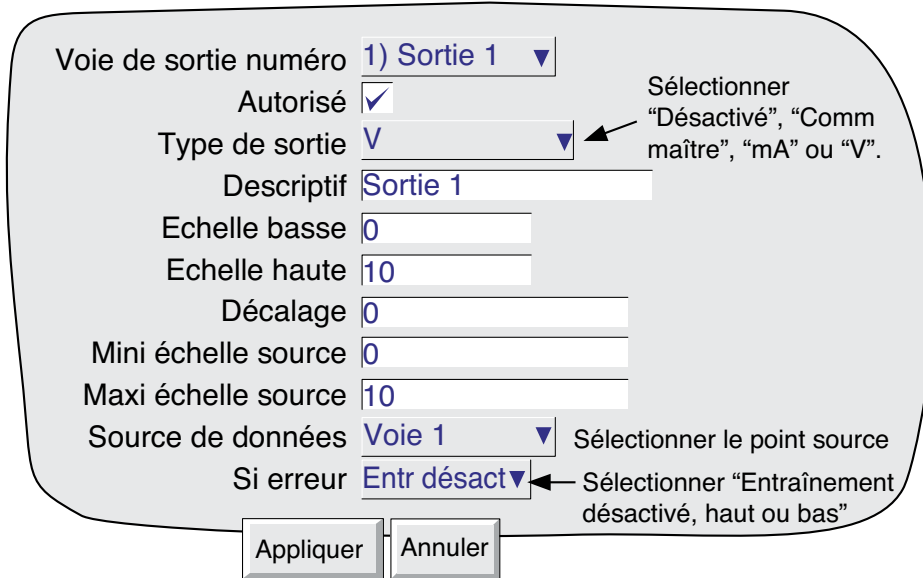 Voie de sortie numéro 1) Sortie 1
Autorisé
Type de sortie V
Sélectionner
“Désactivé”, “Comm
maître”, “mA” ou “V”.
Descriptif Sortie 1
Echelle basse 0
Echelle haute 10
Décalage 0
Mini échelle source 0
Maxi échelle source 10
Source de données Voie 1 Sélectionner le point source
Si erreur Entr désact
Sélectionner “Entraînement
désactivé, haut ou bas”
Appliquer Annuler